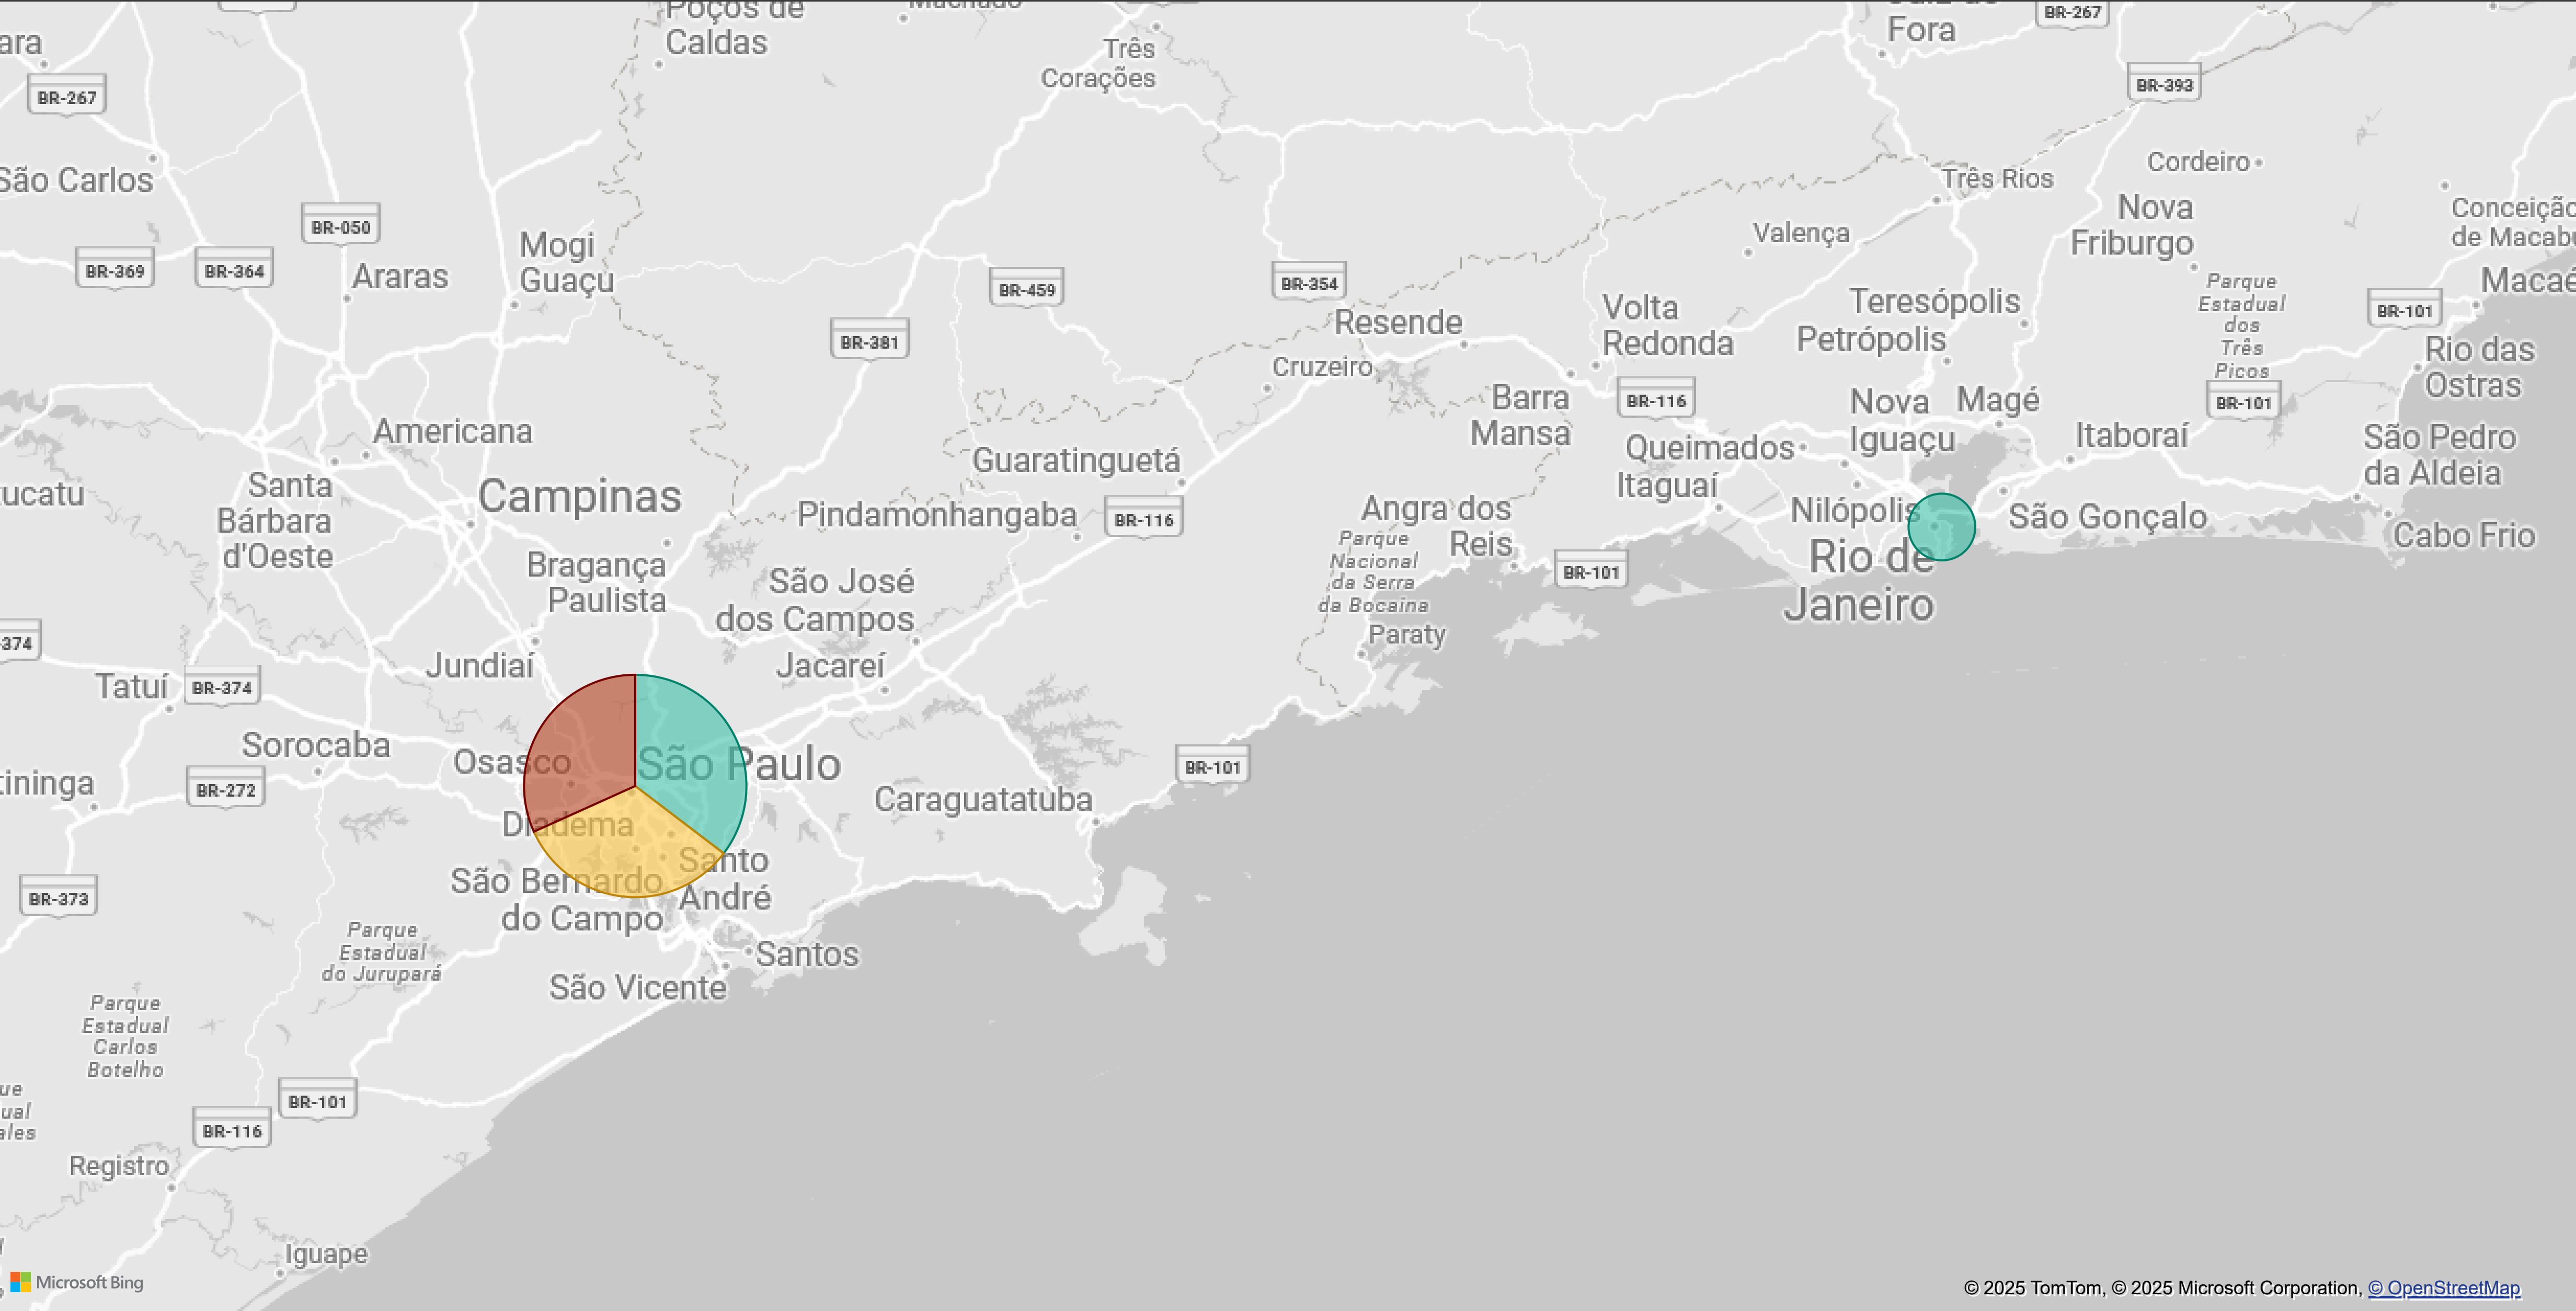 Poços de
Caldas
Três
Corações
Fora
BR-267
BR-393
BR-267
São Carlos
Três Rios
Cordeiro
Nova
Friburgo
Valença
BR-050
BR-369
BR-364
Araras
Mogi
Guaçu
BR-459
BR-354
BR-381
Resende
Cruzeiro
Volta
Redonda
Teresópolis
Petrópolis
Parque
Estadual
dos
Três
Picos
BR-101
Macaé
Rio das
Ostras
BR-101
Barra
Mansa
BR-116
Nova
Iguaçu
Magé
Queimados
Itaguaí
Itaboraí
São Pedro
da Aldeia
Americana
Santa
Bárbara
d'Oeste
Campinas
Guaratinguetá
Pindamonhangaba
BR-116
Angra dos
Reis
Parque
Nacional
da Serra
da Bocaina
BR-101
Nilópolis
Rio de
Janeiro
São Gonçalo
Cabo Frio
Bragança
Paulista
São José
dos Campos
Jacareí
Paraty
Jundiaí
-374
Tatuí
BR-374
Sorocaba
Osasco
São Paulo
BR-272
Diadema
Caraguatatuba
BR-101
Santo
André
São Bernardo
do Campo
BR-373
Parque
Estadual
do Jurupará
Santos
São Vicente
Parque
Estadual
Carlos
Botelho
BR-101
BR-116
Registro
Iguape
Microsoft Bing
© 2025 TomTom, © 2025 Microsoft Corporation, © OpenStreetMap